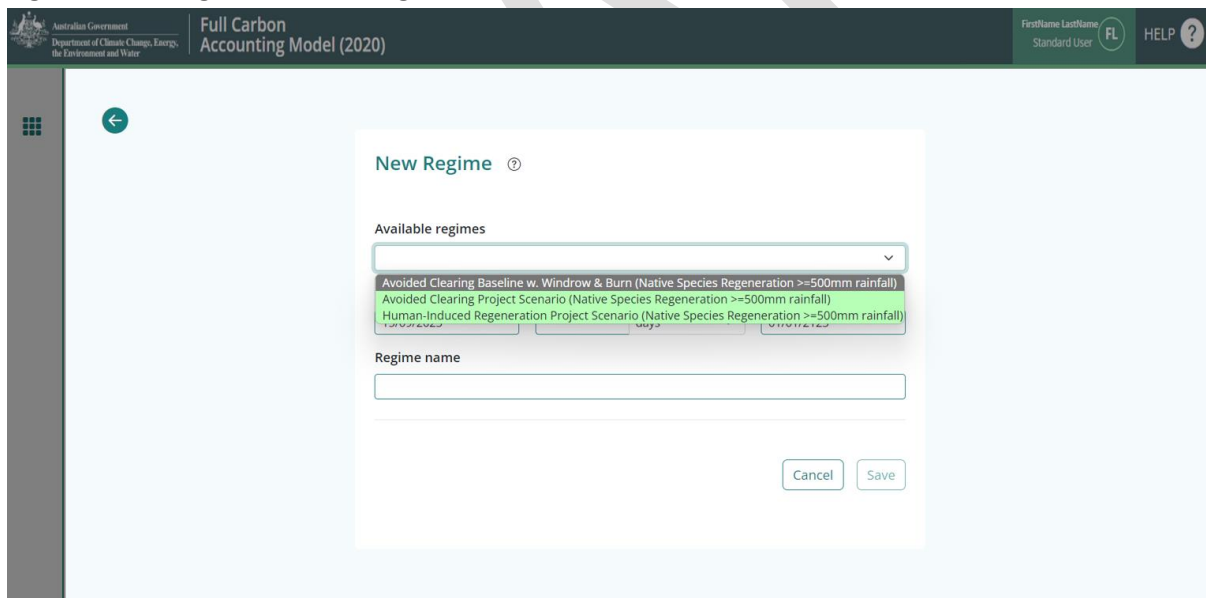 Australian Government
Department of Climate Change, Energy,
the Environment and Water
Full Carbon
Accounting Model (2020)
FirstName LastName
Standard User
FL
HELP ?
New Regime ?
Available regimes
Avoided Clearing Baseline w. Windrow & Burn (Native Species Regeneration >=500mm rainfall)
Avoided Clearing Project Scenario (Native Species Regeneration >=500mm rainfall)
Human-Induced Regeneration Project Scenario (Native Species Regeneration >=500mm rainfall)
days
Regime name
Cancel
Save